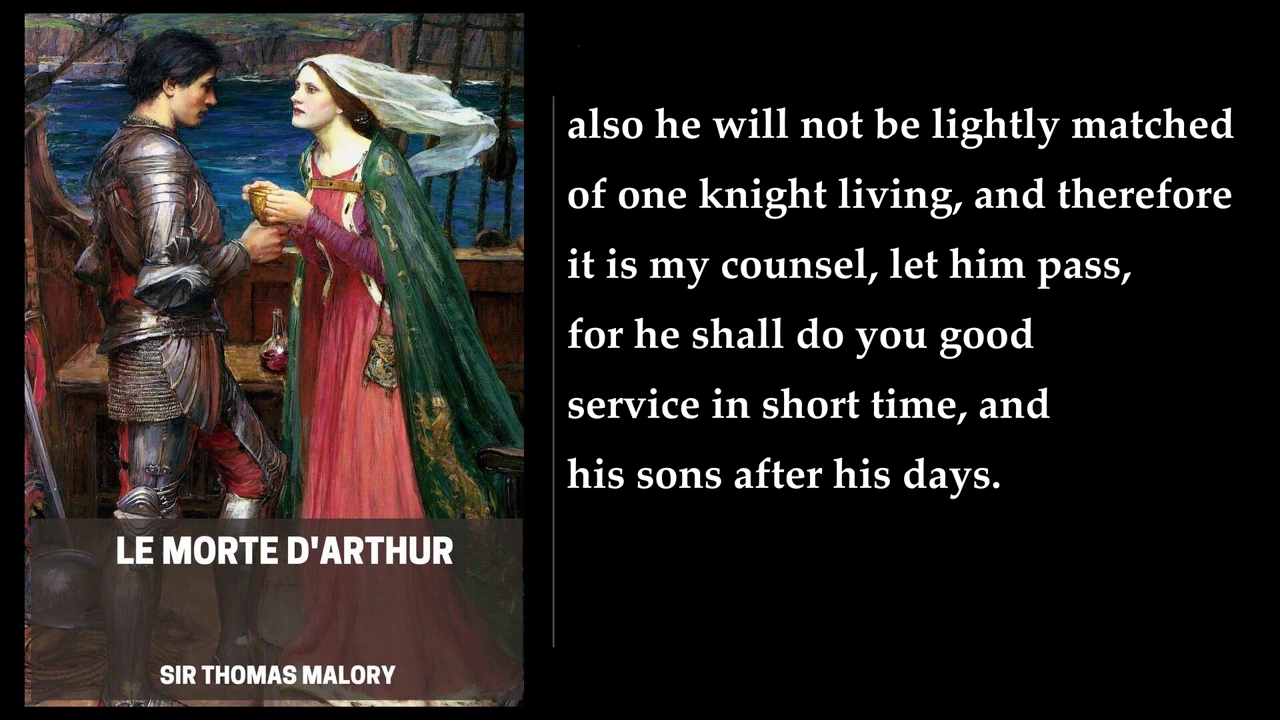 also he will not be lightly matched
of one knight living, and therefore
it is my counsel, let him pass,
for he shall do you good
service in short time, and
his sons after his days.
LE MORTE D'ARTHUR
SIR THOMAS MALORY